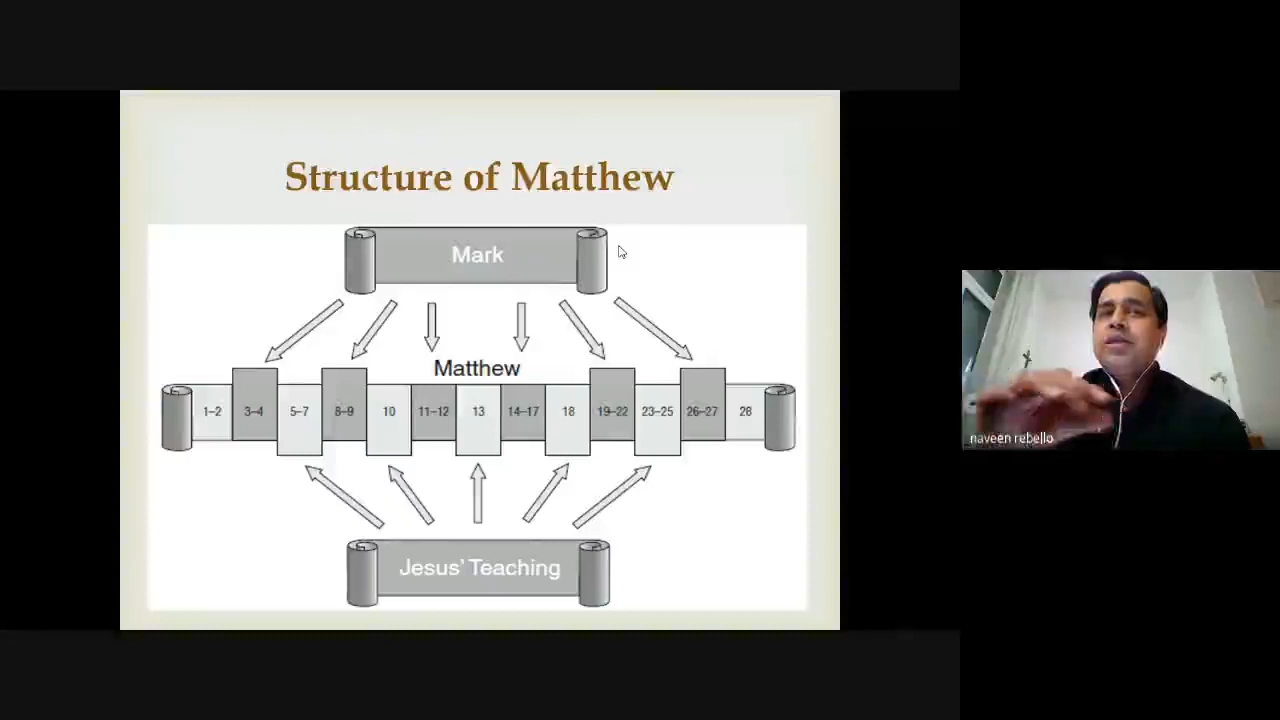 Structure of Matthew
Mark
Matthew
1–2 3–4 5–7 8–9 10 11–12 13 14–17 18 19–22 23–25 26–27 28
Jesus' Teaching
naveen rebello